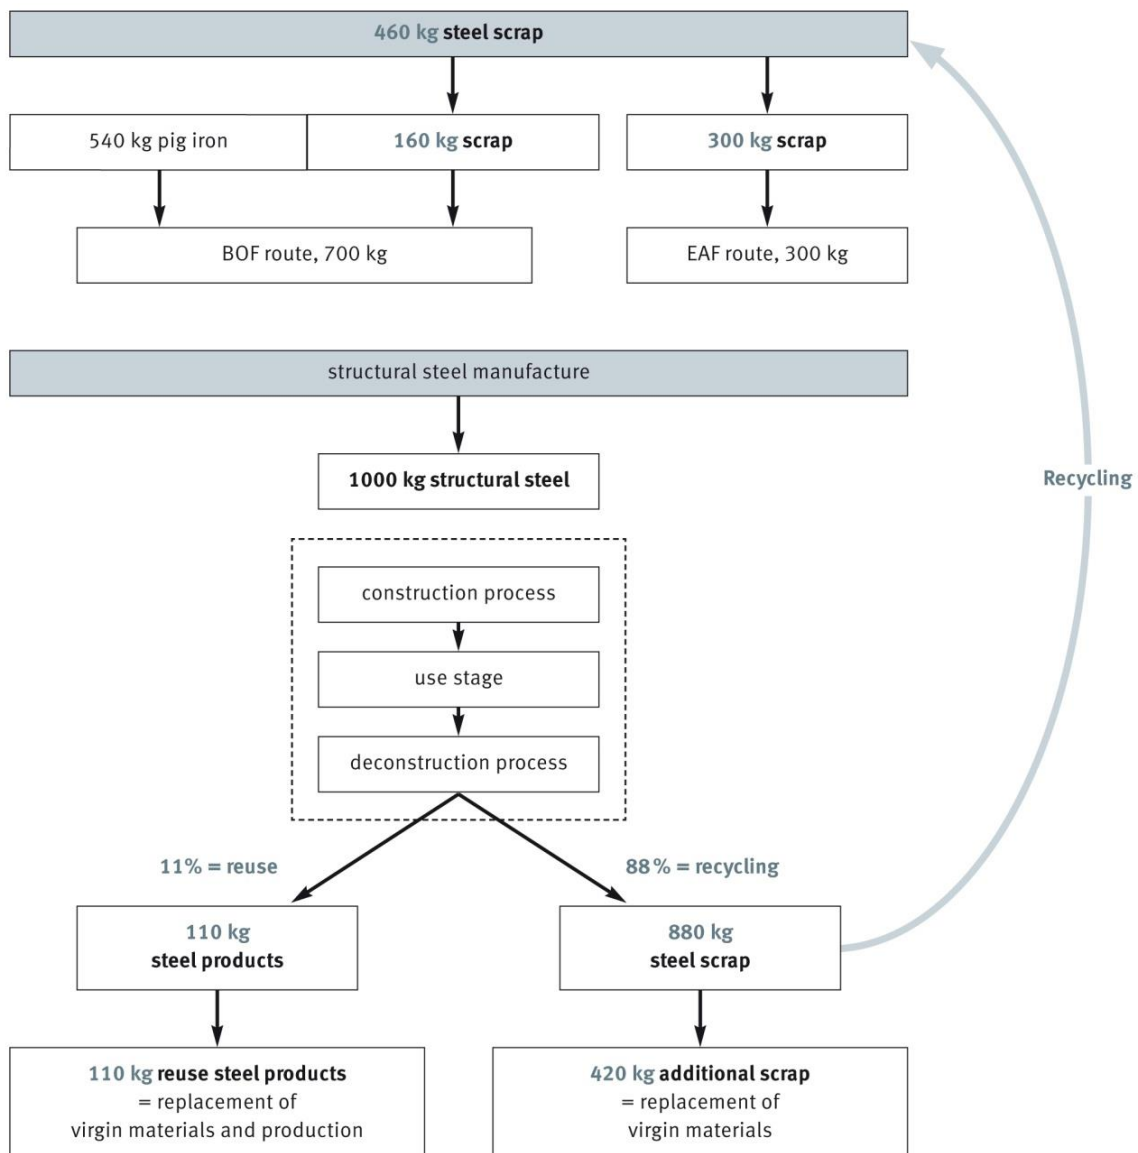 460 kg steel scrap
540 kg pig iron
160 kg scrap
300 kg scrap
BOF route, 700 kg
EAF route, 300 kg
structural steel manufacture
1000 kg structural steel
Recycling
construction process
use stage
deconstruction process
11% = reuse
88% = recycling
110 kg
steel products
880 kg
steel scrap
110 kg reuse steel products
= replacement of
virgin materials and production
420 kg additional scrap
= replacement of
virgin materials